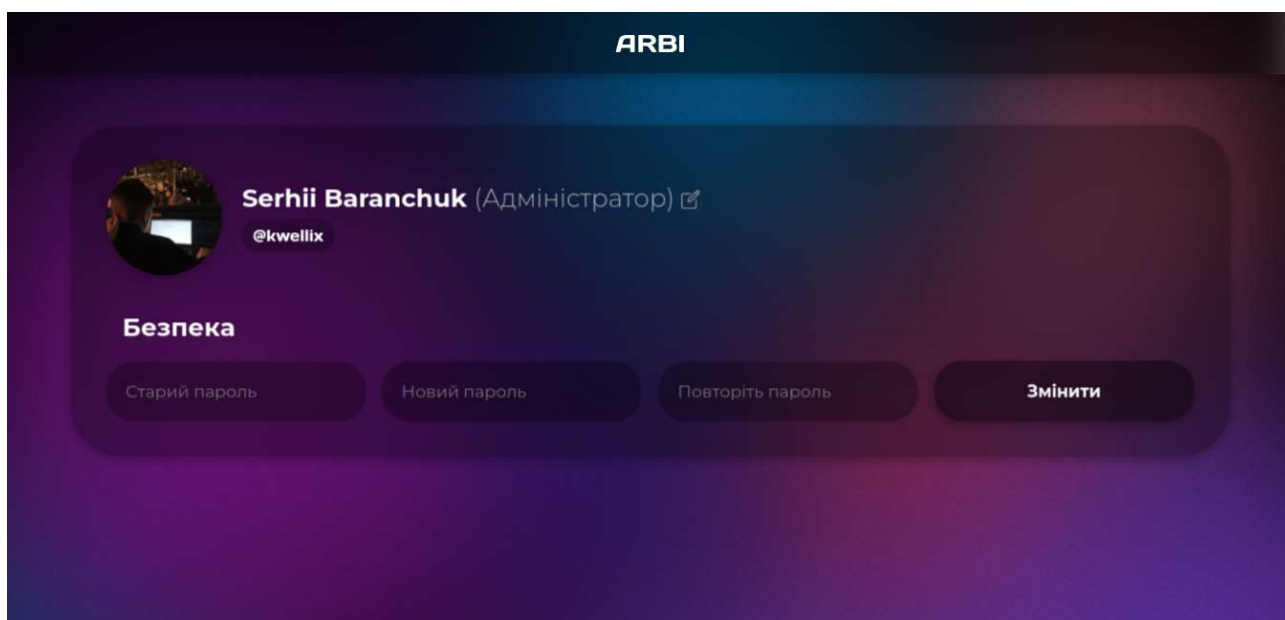 ARBI
Serhii Baranchuk (Адміністратор)
@kwellix
Безпека
Старий пароль
Новий пароль
Повторіть пароль
Змінити